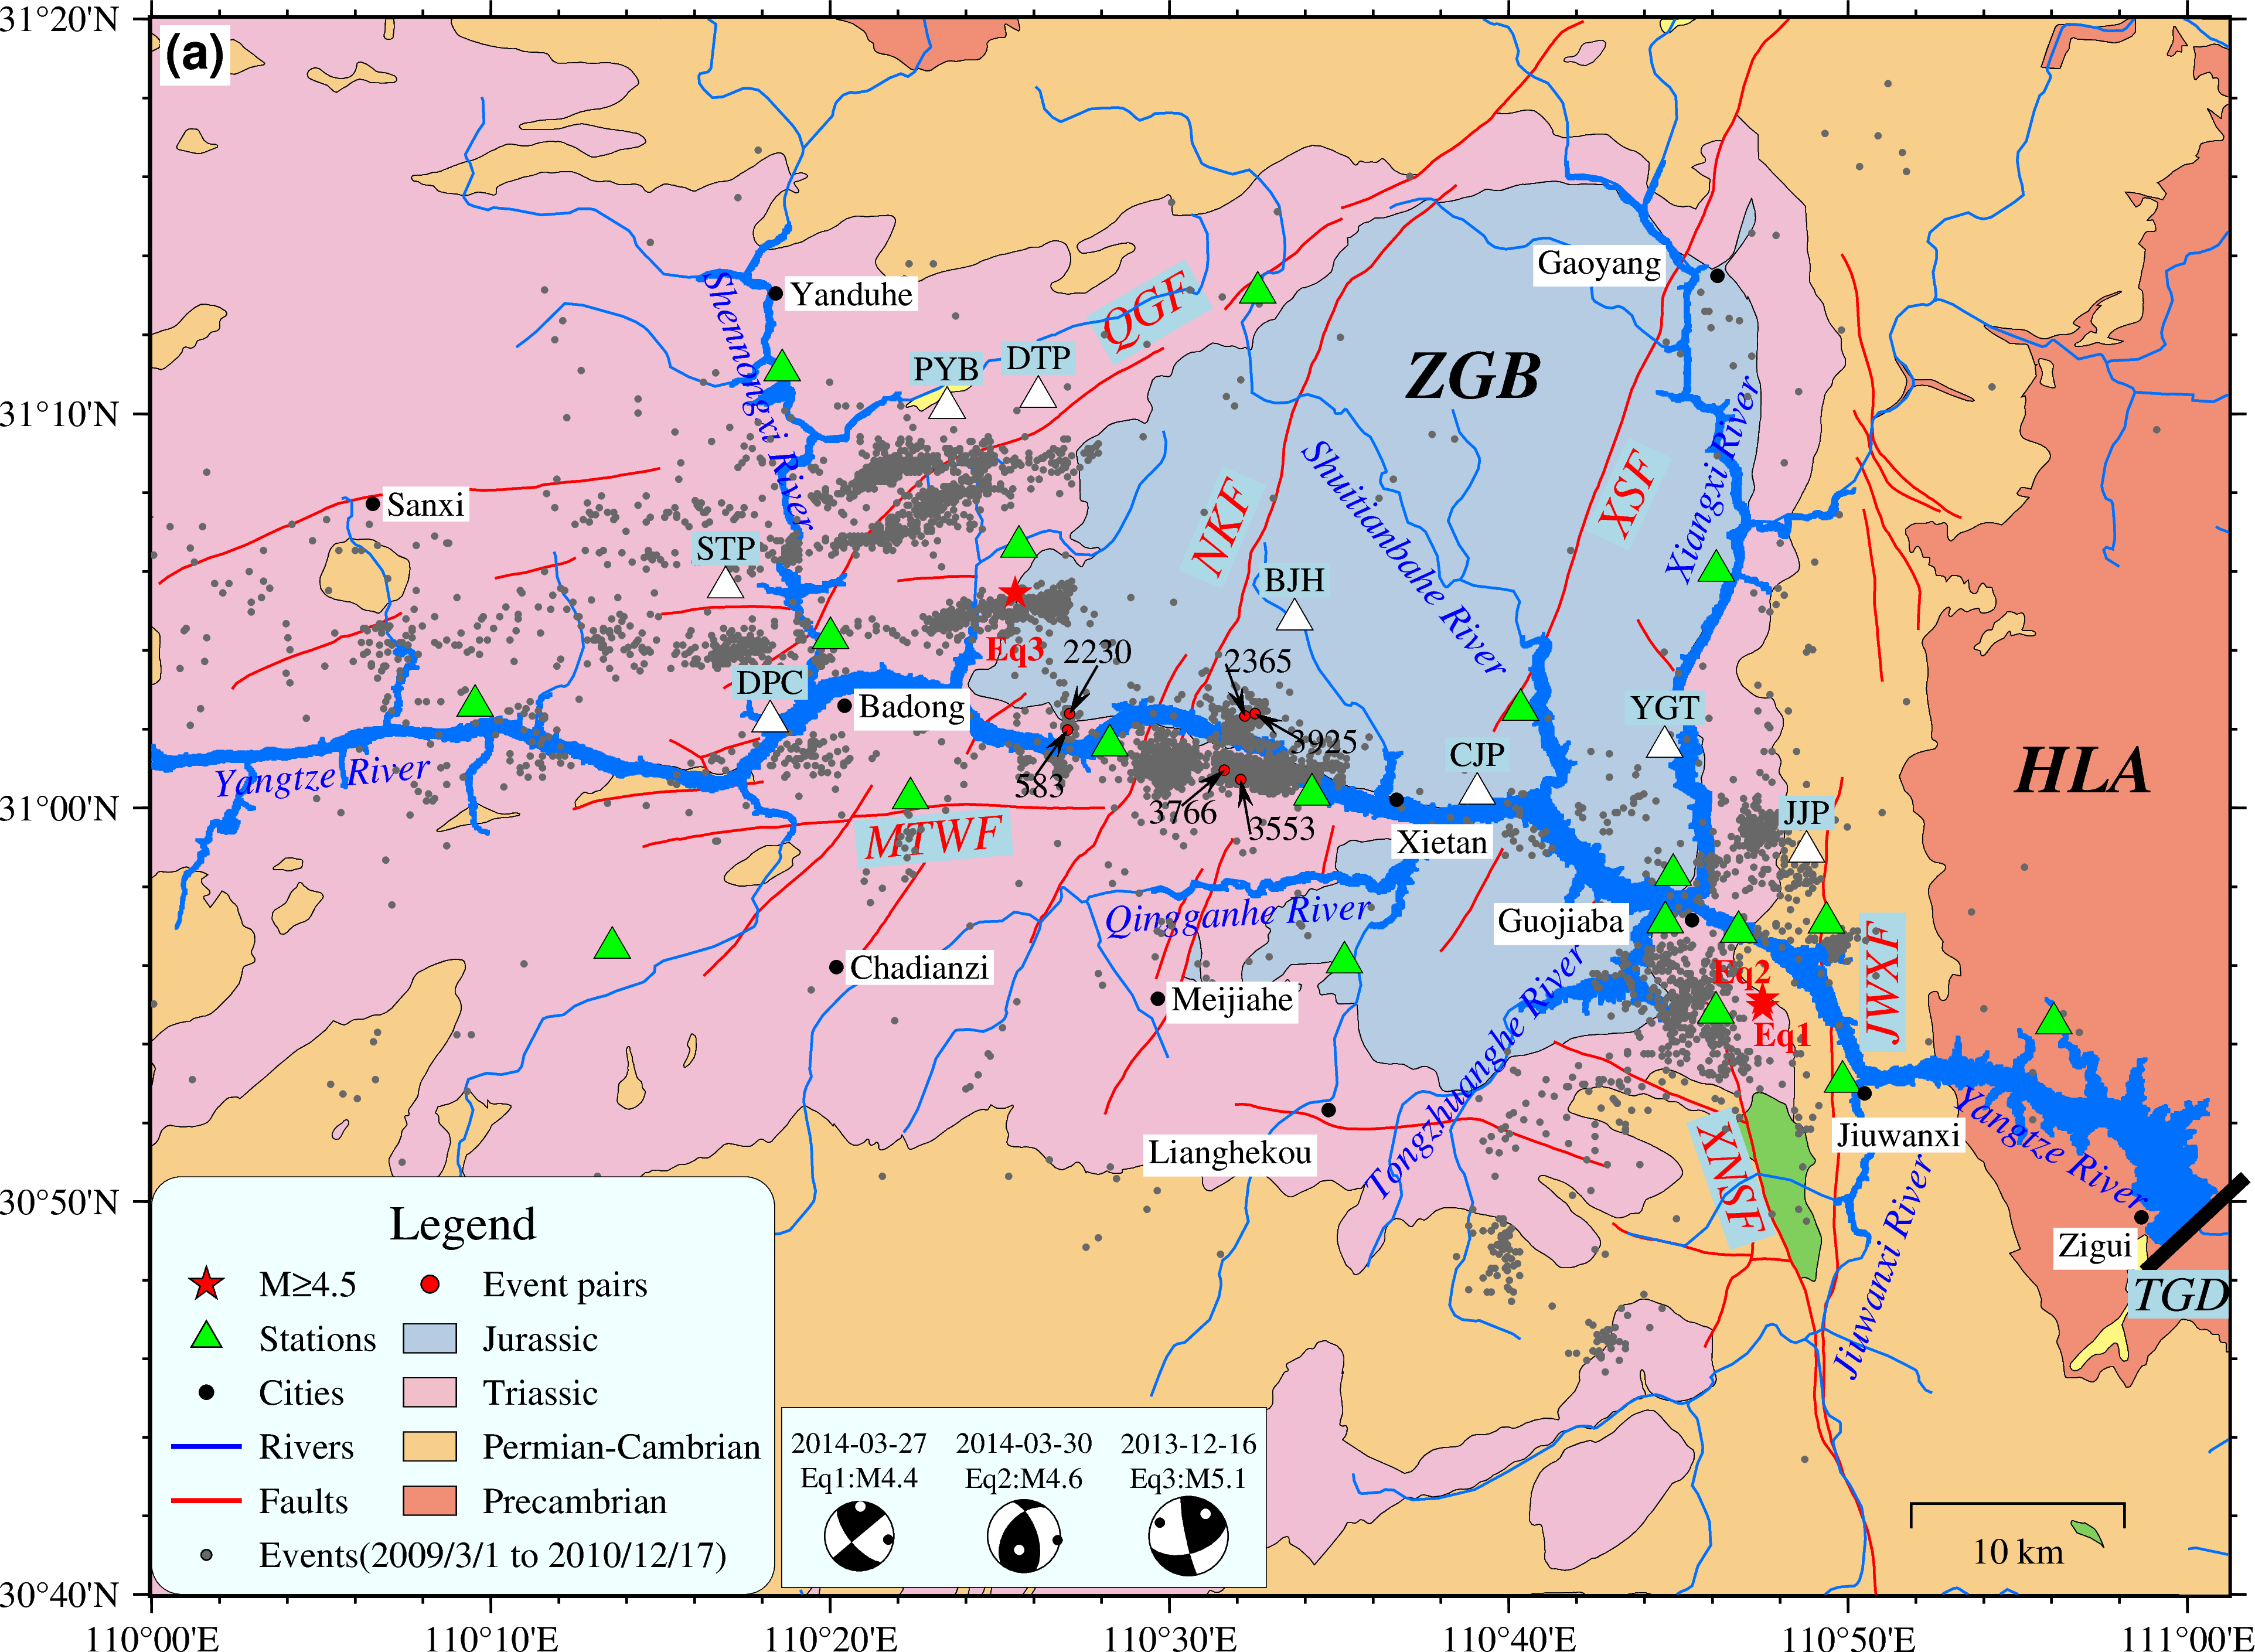 31°20'N
(a)
Gaoyang
Yanduhe
QGF
Shennongxi River
ZGB
PYB
DTP
31°10'N
Sanxi
NKF
Shuitianbahe River
XSF
Xiangxi River
STP
BJH
Eq3
2230
2365
DPC
Badong
YGT
3925
Yangtze River
583
CJP
HLA
3766
3553
31°00'N
MTWF
Xietan
JJP
Qingganhe River
Guojiaba
Chadianzi
Meijiahe
Eq2
JWXF
Eq1
Tongzhuanghe River
Lianghekou
XNSF
Jiuwanxi
Yangtze River
30°50'N
Zigui
TGD
Jiuwanxi River
Legend
M≥4.5
Event pairs
Stations
Jurassic
Cities
Triassic
Rivers
Permian-Cambrian
Faults
Precambrian
Events(2009/3/1 to 2010/12/17)
2014-03-27
Eq1:M4.4
2014-03-30
Eq2:M4.6
2013-12-16
Eq3:M5.1
10 km
30°40'N
110°00'E
110°10'E
110°20'E
110°30'E
110°40'E
110°50'E
111°00'E